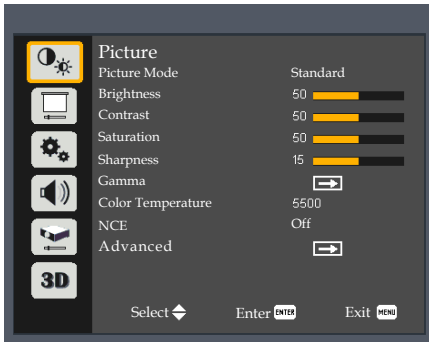 Picture
Picture Mode Standard
Brightness 50
Contrast 50
Saturation 50
Sharpness 15
Gamma
Color Temperature 5500
NCE Off
Advanced
3D
Select Enter ENTER Exit MENU